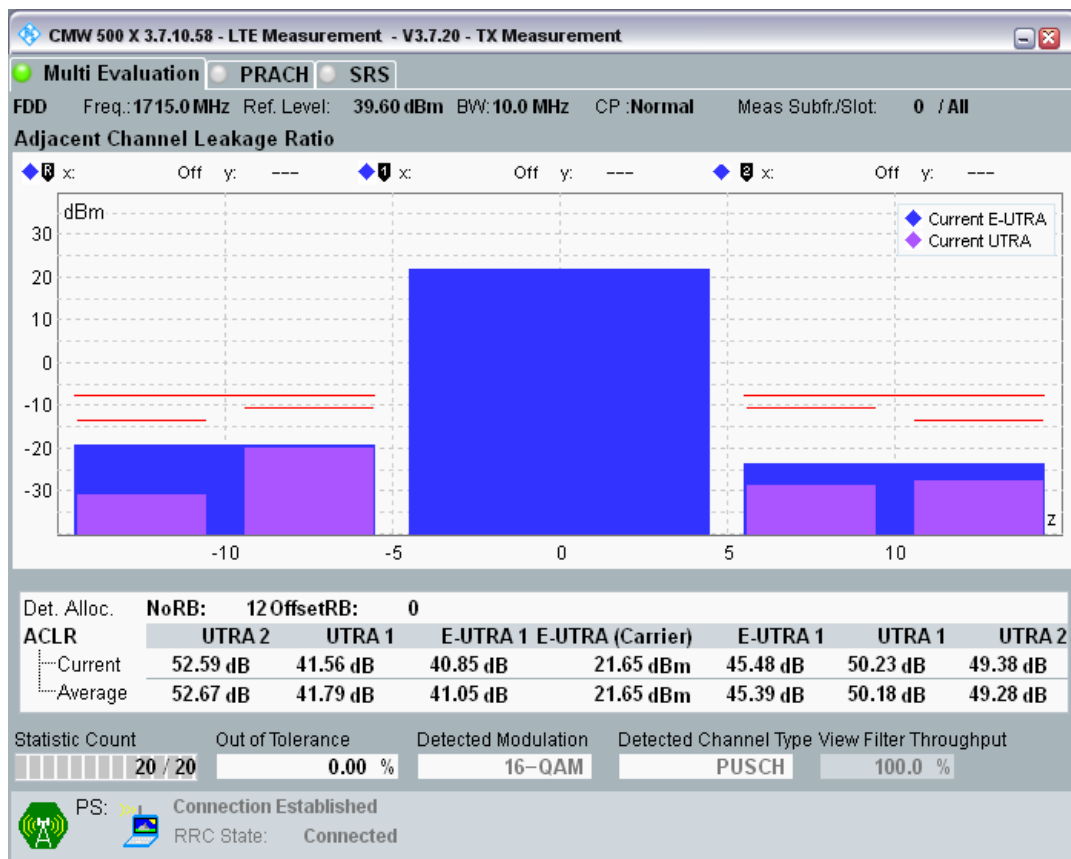 CMW 500 X 3.7.10.58 - LTE Measurement - V3.7.20 - TX Measurement
Multi Evaluation PRACH SRS
FDD Freq.:1715.0 MHz Ref. Level: 39.60 dBm BW:10.0 MHz CP :Normal Meas Subfr./Slot: 0 / All
Adjacent Channel Leakage Ratio
R x: Off y: --- 1 x: Off y: --- 2 x: Off y: ---
dBm
Current E-UTRA
Current UTRA
30
20
10
0
-10
-20
-30
z
-10 -5 0 5 10
Det. Alloc. NoRB: 12 OffsetRB: 0
ACLR UTRA 2 UTRA 1 E-UTRA 1 E-UTRA (Carrier) E-UTRA 1 UTRA 1 UTRA 2
Current 52.59 dB 41.56 dB 40.85 dB 21.65 dBm 45.48 dB 50.23 dB 49.38 dB
Average 52.67 dB 41.79 dB 41.05 dB 21.65 dBm 45.39 dB 50.18 dB 49.28 dB
Statistic Count Out of Tolerance Detected Modulation Detected Channel Type View Filter Throughput
20 / 20 0.00 % 16-QAM PUSCH 100.0 %
PS: Connection Established
RRC State: Connected